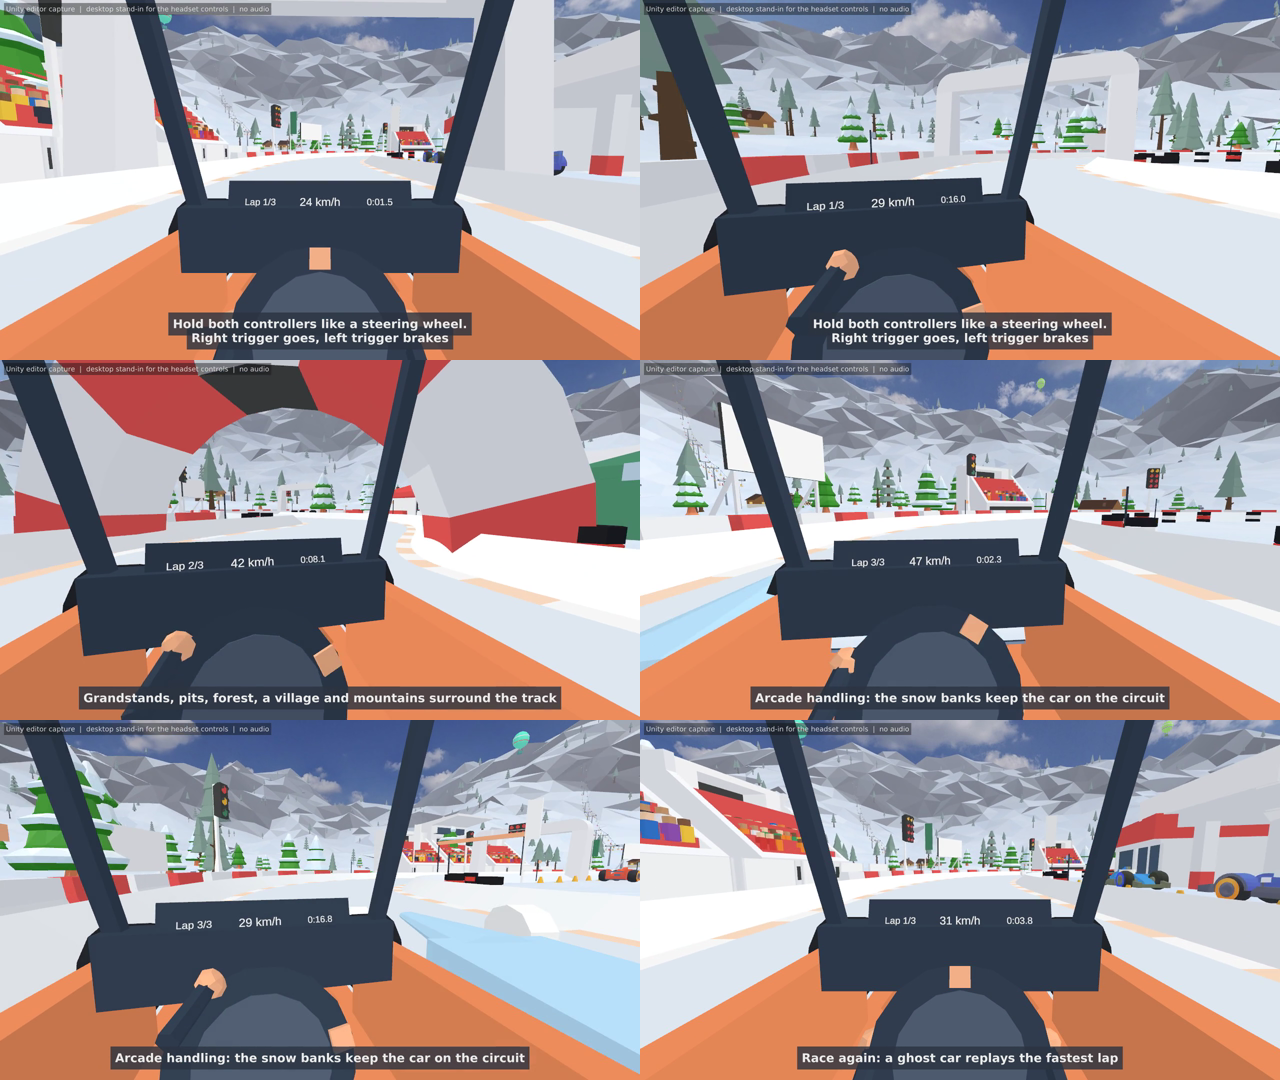 Unity editor capture | desktop stand-in for the headset controls | no audio
Lap 1/3 24 km/h 0:01.5
Hold both controllers like a steering wheel.
Right trigger goes, left trigger brakes
Unity editor capture | desktop stand-in for the headset controls | no audio
Lap 1/3 29 km/h 0:16.0
Hold both controllers like a steering wheel.
Right trigger goes, left trigger brakes
Unity editor capture | desktop stand-in for the headset controls | no audio
Lap 2/3 42 km/h 0:08.1
Grandstands, pits, forest, a village and mountains surround the track
Unity editor capture | desktop stand-in for the headset controls | no audio
Lap 3/3 47 km/h 0:02.3
Arcade handling: the snow banks keep the car on the circuit
Unity editor capture | desktop stand-in for the headset controls | no audio
Lap 3/3 29 km/h 0:16.8
Arcade handling: the snow banks keep the car on the circuit
Unity editor capture | desktop stand-in for the headset controls | no audio
Lap 1/3 31 km/h 0:03.8
Race again: a ghost car replays the fastest lap